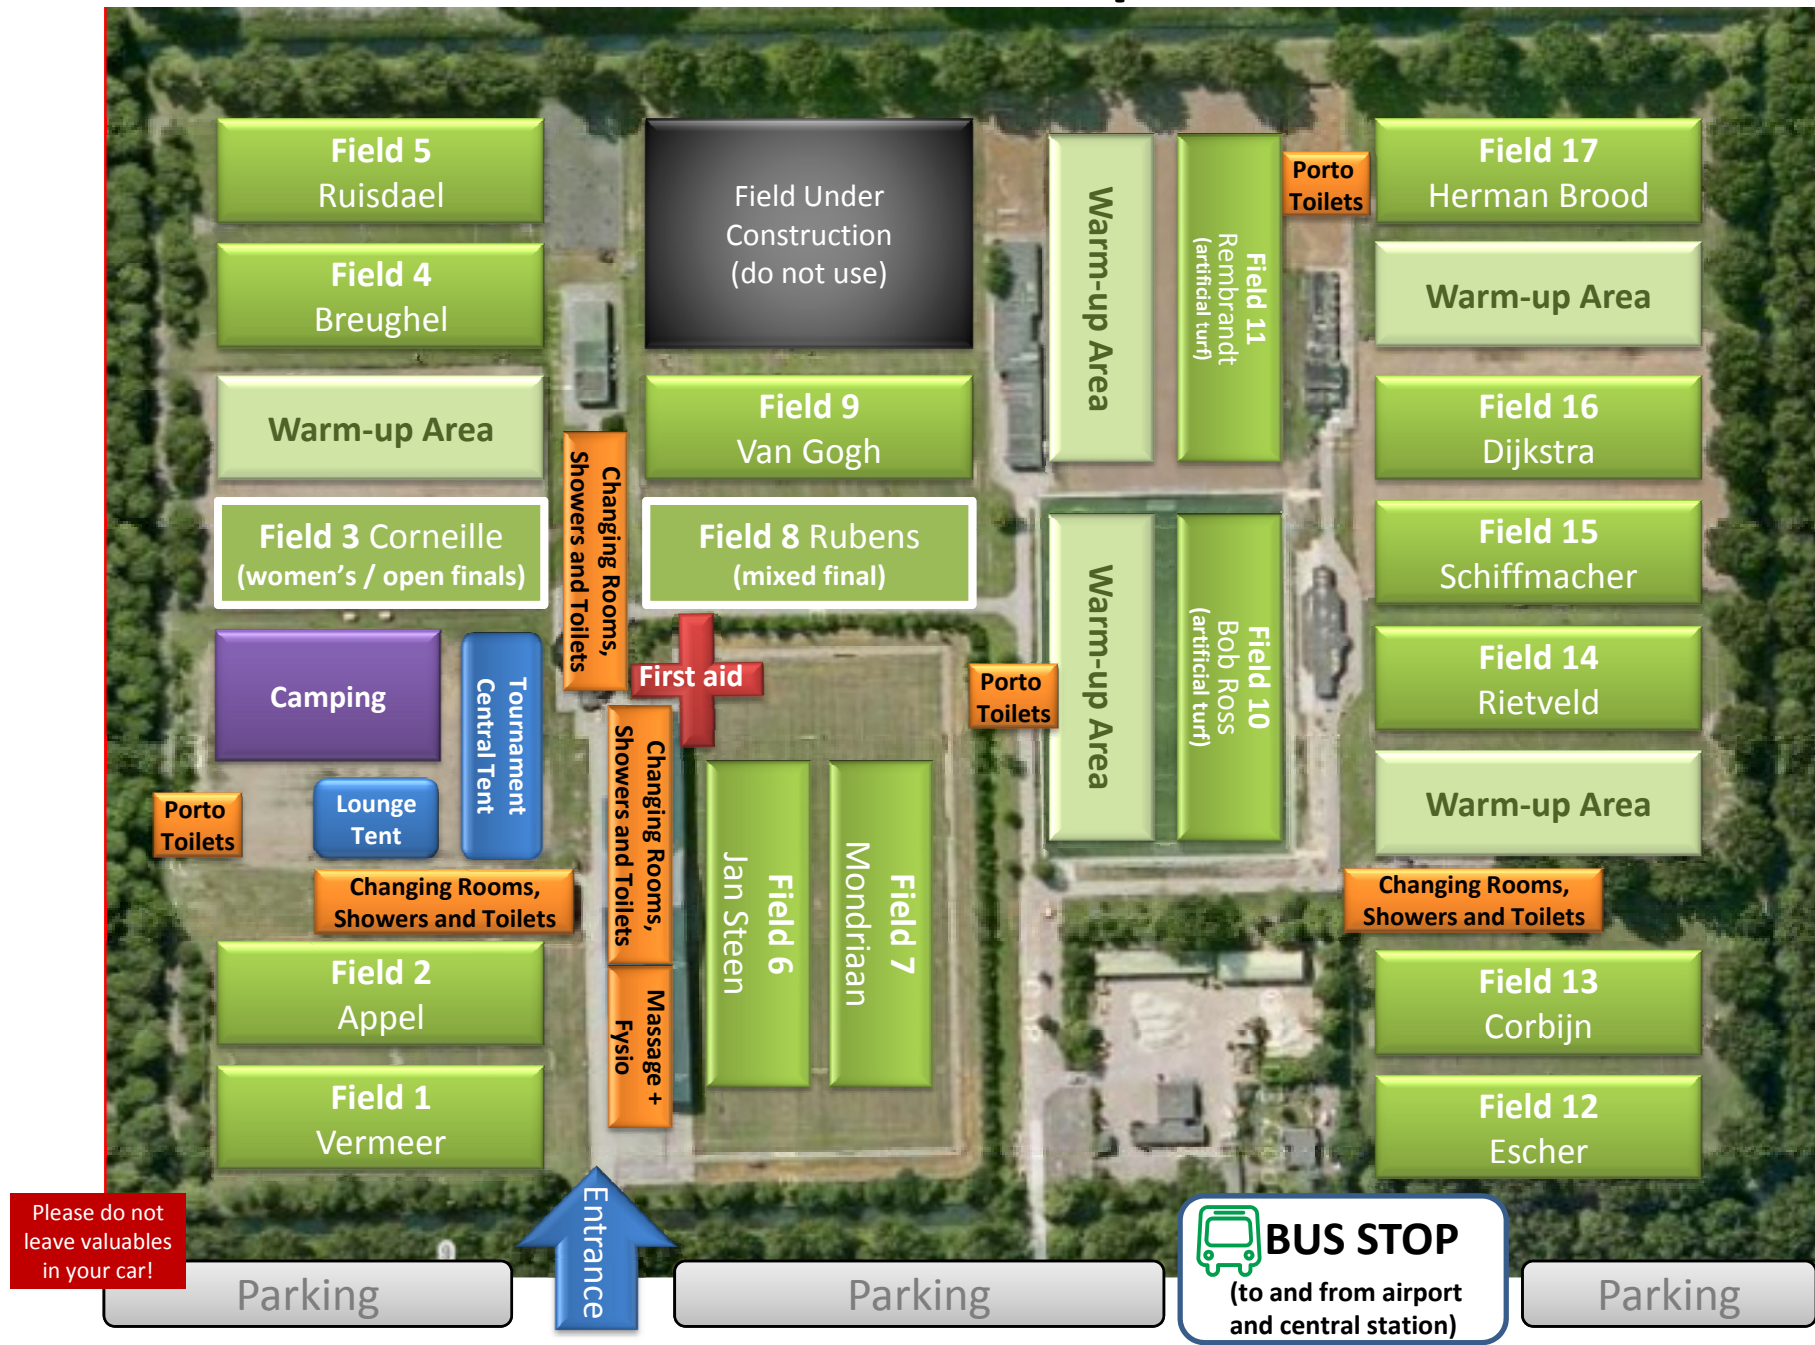 Field 5
Ruisdael
Field 4
Breughel
Warm-up Area
Field 3 Corneille
(women's / open finals)
Camping
Tournament
Central Tent
Lounge
Tent
Porto
Toilets
Changing Rooms,
Showers and Toilets
Field 2
Appel
Field 1
Vermeer
Changing Rooms,
Showers and Toilets
Changing Rooms,
Showers and Toilets
Massage +
Fysio
Field Under
Construction
(do not use)
Field 9
Van Gogh
Field 8 Rubens
(mixed final)
First aid
Field 6
Jan Steen
Field 7
Mondriaan
Porto
Toilets
Warm-up Area
Field 11
Rembrandt
(artificial turf)
Warm-up Area
Field 10
Bob Ross
(artificial turf)
Porto
Toilets
Field 17
Herman Brood
Warm-up Area
Field 16
Dijkstra
Field 15
Schiffmacher
Field 14
Rietveld
Warm-up Area
Changing Rooms,
Showers and Toilets
Field 13
Corbijn
Field 12
Escher
Please do not
leave valuables
in your car!
Parking
Entrance
Parking
BUS STOP
(to and from airport
and central station)
Parking